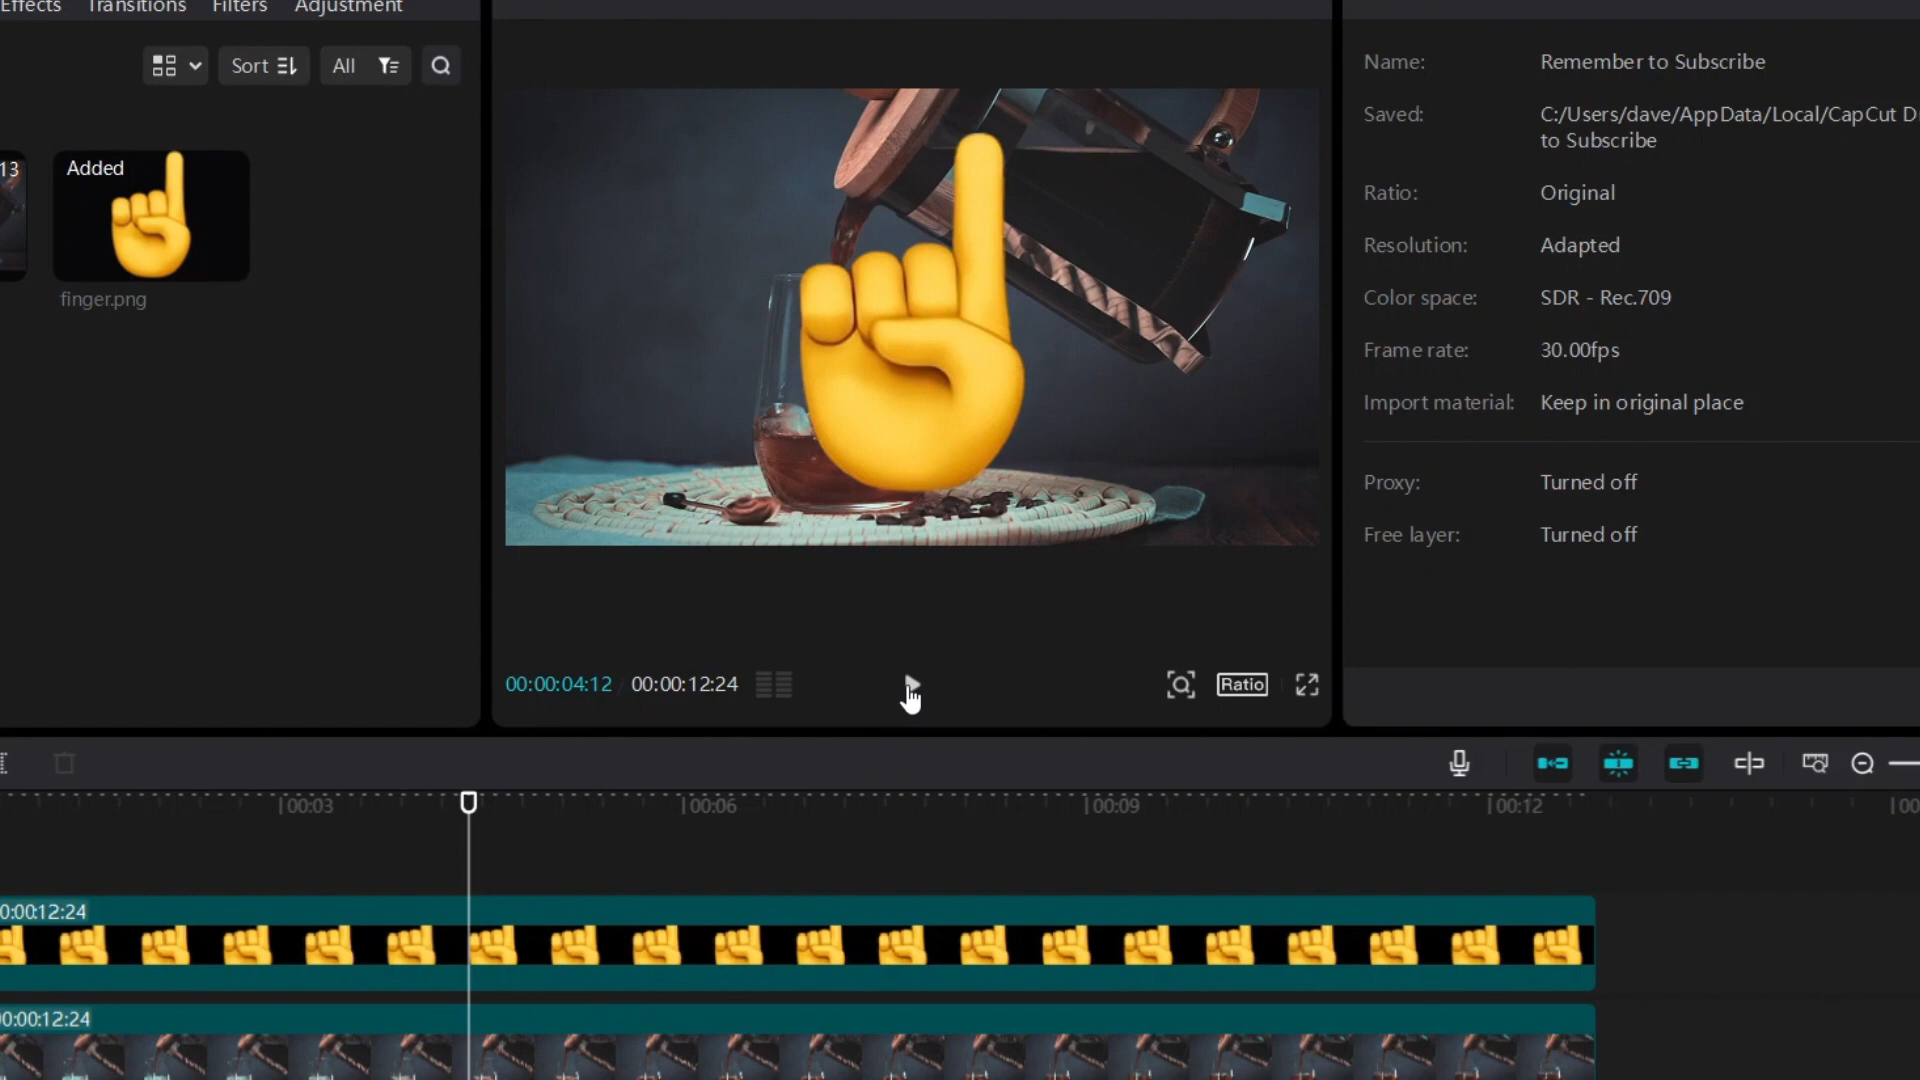 Effects Transitions Filters Adjustment
Sort All
13
Added
finger.png
Name: Remember to Subscribe
Saved: C:/Users/dave/AppData/Local/CapCut D
to Subscribe
Ratio: Original
Resolution: Adapted
Color space: SDR - Rec.709
Frame rate: 30.00fps
Import material: Keep in original place
Proxy: Turned off
Free layer: Turned off
00:00:04:12 / 00:00:12:24
Ratio
00:03 00:06 00:09 00:12 00
0:00:12:24
00:00:12:24